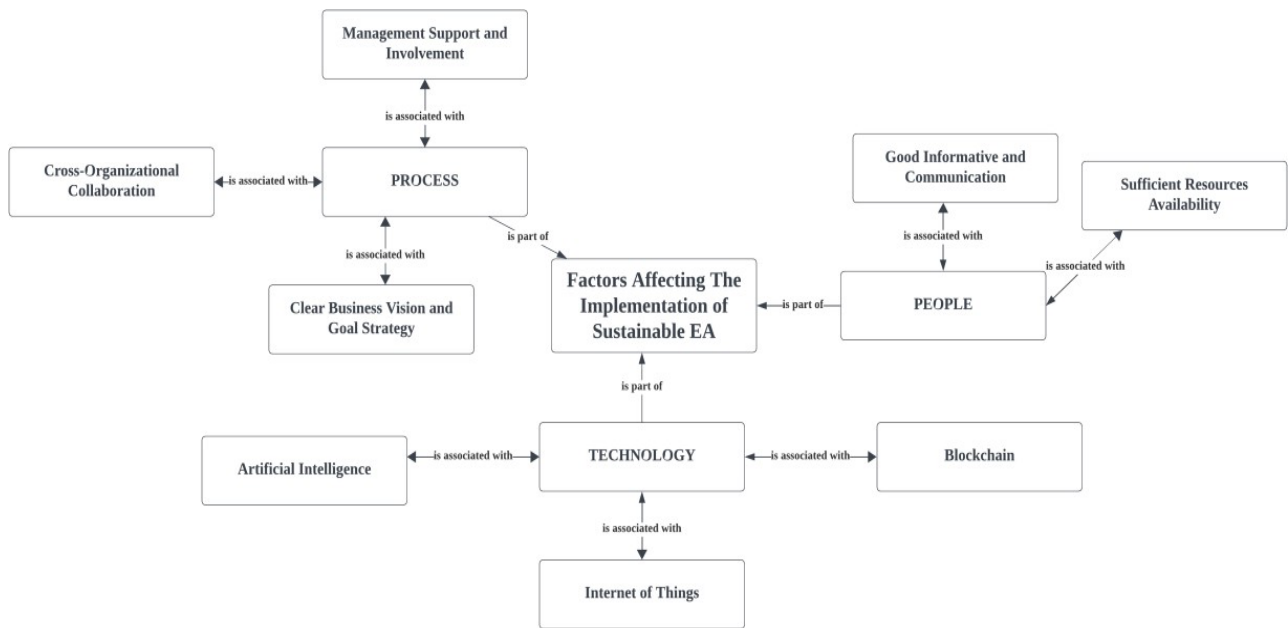 Management Support and
Involvement
is associated with
Cross-Organizational
Collaboration
is associated with
PROCESS
is associated with
Clear Business Vision and
Goal Strategy
is part of
Factors Affecting The
Implementation of
Sustainable EA
Good Informative and
Communication
is associated with
Sufficient Resources
Availability
is associated with
PEOPLE
is part of
is part of
TECHNOLOGY
Artificial Intelligence
is associated with
is associated with
Blockchain
is associated with
Internet of Things